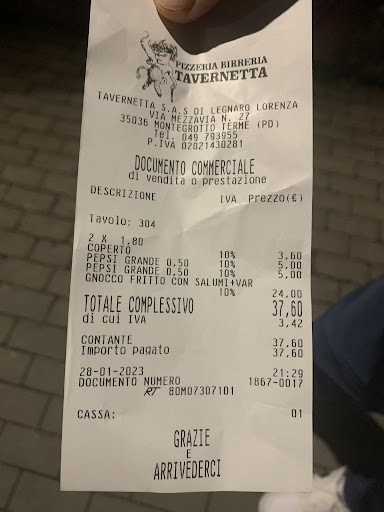 PIZZERIA BIRRERIA
TAVERNETTA
TAVERNETTA S.A.S DI LEGNARO LORENZA
VIA MEZZAVIA N. 27
35036 MONTEGROTTO TERME (PD)
Tel. 049 793955
P.IVA 02021430281
DOCUMENTO COMMERCIALE
di vendita o prestazione
DESCRIZIONE IVA Prezzo(€)
Tavolo: 304
2 X 1,80
COPERTO 10% 3,60
PEPSI GRANDE 0.50 10% 5,00
PEPSI GRANDE 0.50 10% 5,00
GNOCCO FRITTO CON SALUMI+VAR
10% 24,00
TOTALE COMPLESSIVO 37,60
di cui IVA 3,42
CONTANTE 37,60
Importo pagato 37,60
28-01-2023 21:29
DOCUMENTO NUMERO 1867-0017
RT 80M07307101
CASSA: 01
GRAZIE
E
ARRIVEDERCI